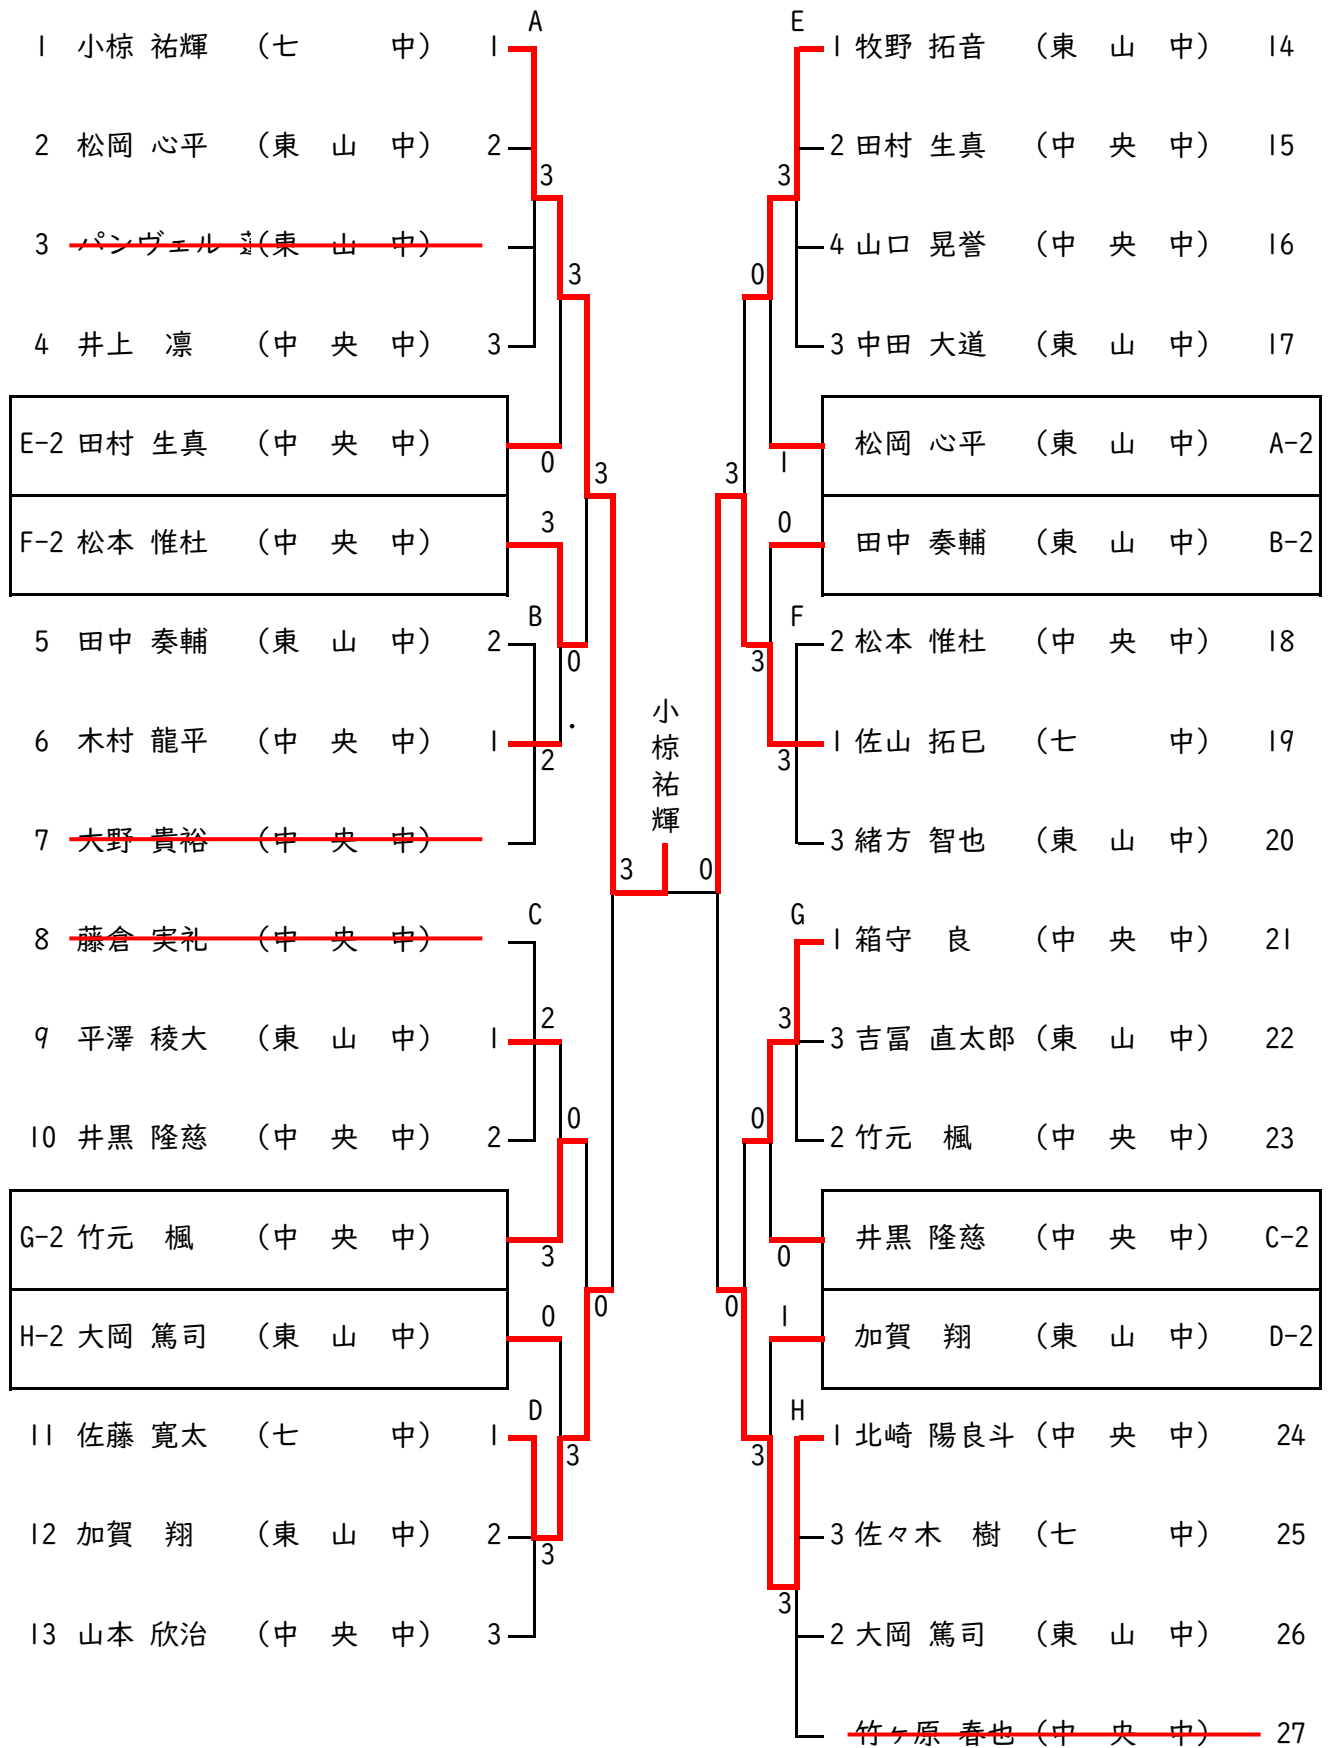 A
1 小椋 祐輝 (七 中) 1
2 松岡 心平 (東 山 中) 2
3
3 パンヴェル (東 山 中)
3
4 井上 凛 (中 央 中) 3
E-2 田村 生真 (中 央 中)
0
3
F-2 松本 惟杜 (中 央 中)
3
B
5 田中 奏輔 (東 山 中) 2
0
6 木村 龍平 (中 央 中) 1
2
7 大野 貴裕 (中 央 中)
C
8 藤倉 実礼 (中 央 中)
2
9 平澤 稜大 (東 山 中) 1
0
10 井黒 隆慈 (中 央 中) 2
G-2 竹元 楓 (中 央 中)
3
0
0
H-2 大岡 篤司 (東 山 中)
D
11 佐藤 寛太 (七 中) 1
3
12 加賀 翔 (東 山 中) 2
3
13 山本 欣治 (中 央 中) 3
小椋祐輝
3 0
E
1 牧野 拓音 (東 山 中) 14
2 田村 生真 (中 央 中) 15
3
4 山口 晃誉 (中 央 中) 16
0
3 中田 大道 (東 山 中) 17
松岡 心平 (東 山 中) A-2
1
3
0
田中 奏輔 (東 山 中) B-2
F
2 松本 惟杜 (中 央 中) 18
3
1 佐山 拓巳 (七 中) 19
3
3 緒方 智也 (東 山 中) 20
G
1 箱守 良 (中 央 中) 21
3
3 吉冨 直太郎 (東 山 中) 22
0
2 竹元 楓 (中 央 中) 23
井黒 隆慈 (中 央 中) C-2
0
0
1
加賀 翔 (東 山 中) D-2
H
1 北崎 陽良斗 (中 央 中) 24
3
3 佐々木 樹 (七 中) 25
3
2 大岡 篤司 (東 山 中) 26
竹ヶ原 春也 (中 央 中) 27